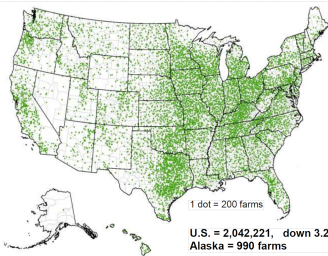 1 dot = 200 farms
U.S. = 2,042,221, down 3.2
Alaska = 990 farms